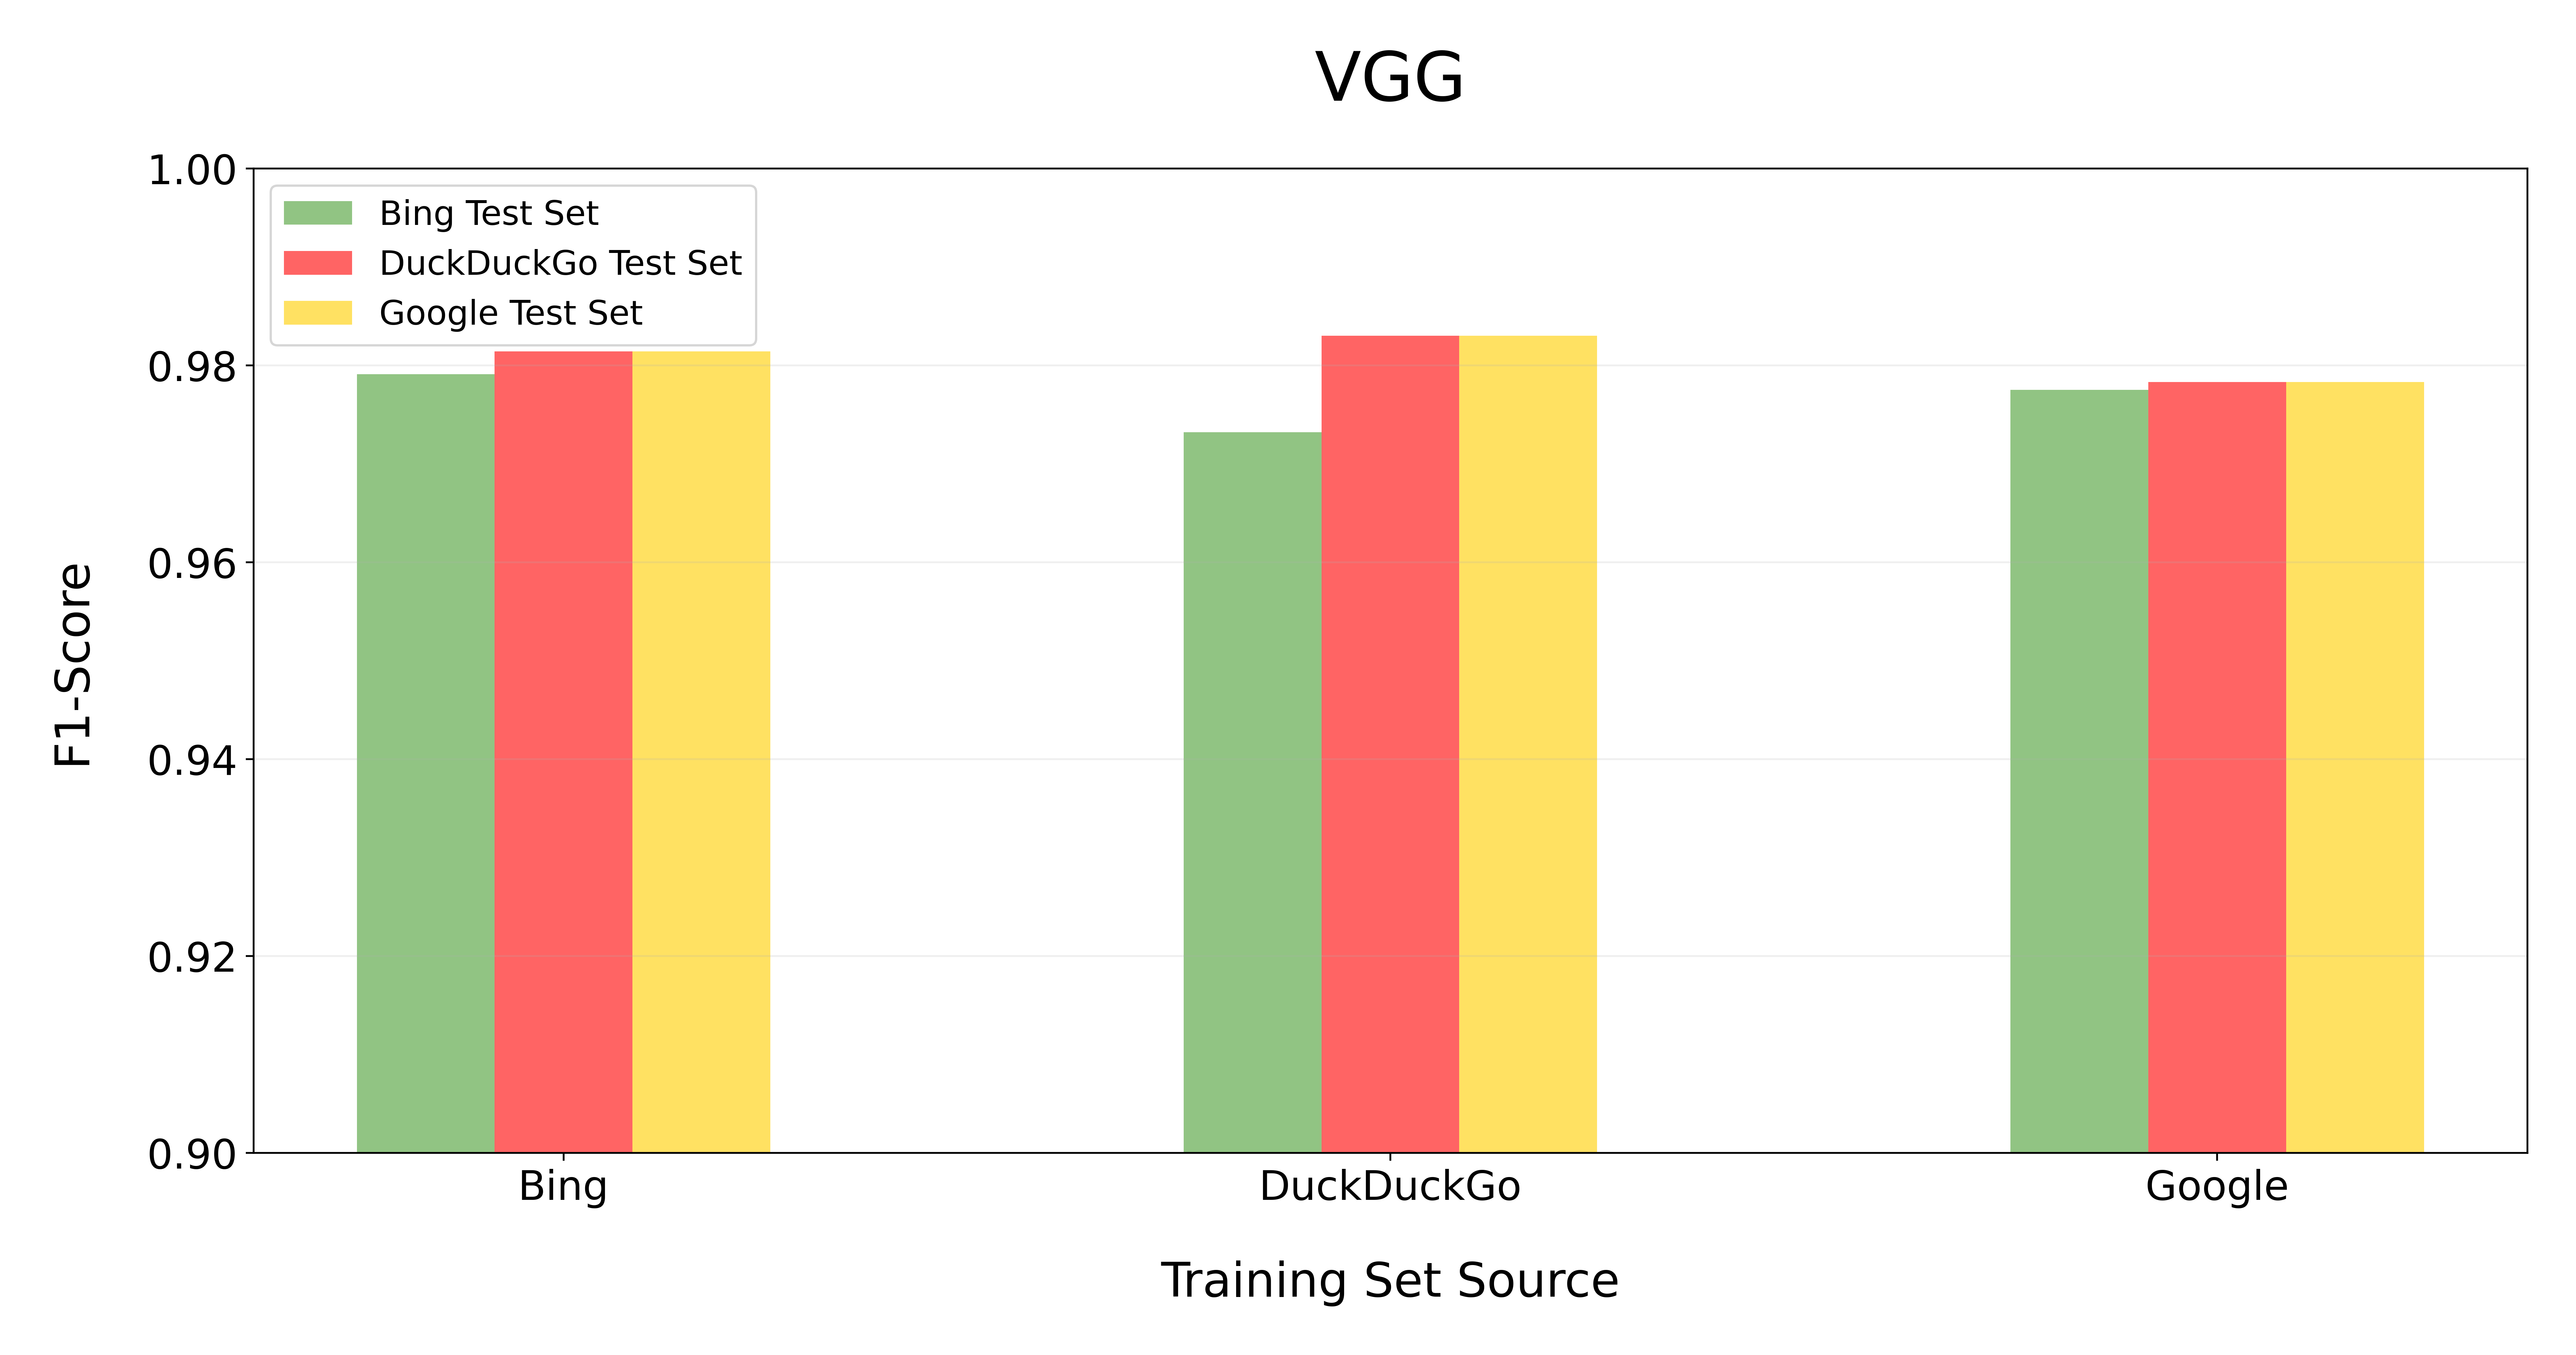 VGG
1.00
0.98
0.96
0.94
0.92
0.90
F1-Score
Bing Test Set
DuckDuckGo Test Set
Google Test Set
Bing
DuckDuckGo
Google
Training Set Source